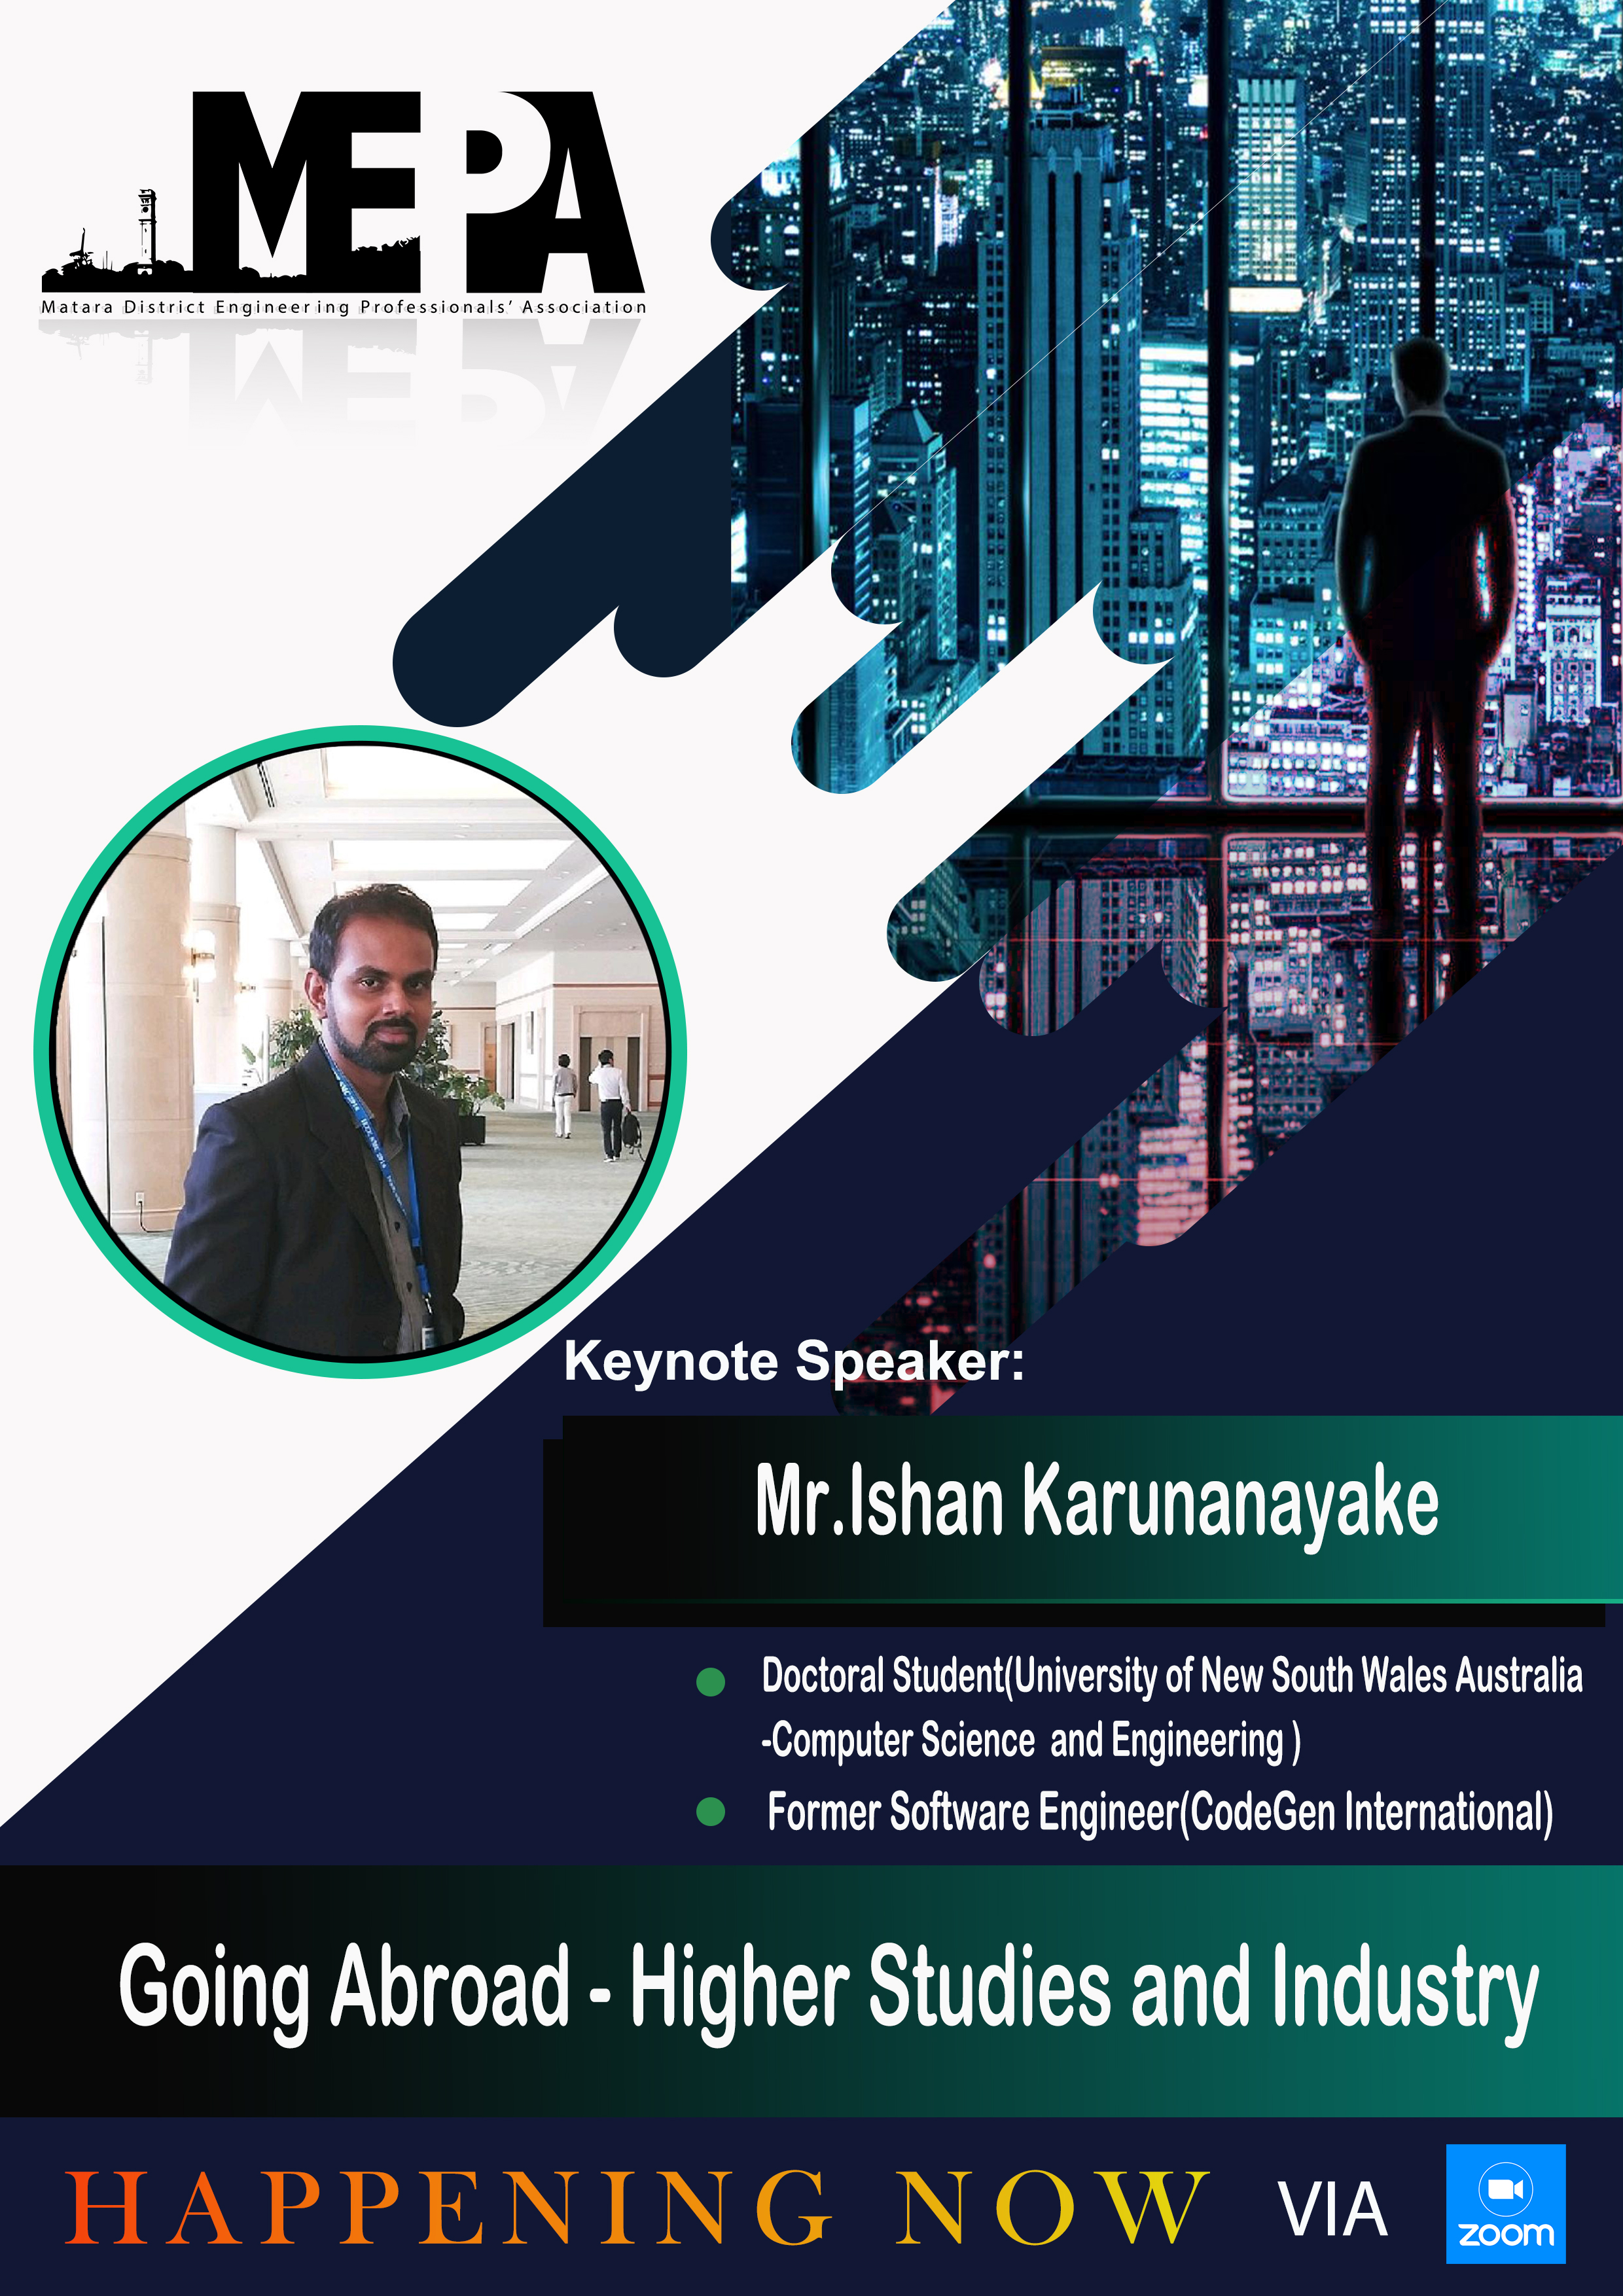 MEPA
Matara District Engineering Professionals' Association
Keynote Speaker:
Mr.Ishan Karunanayake
Doctoral Student(University of New South Wales Australia
-Computer Science and Engineering )
Former Software Engineer(CodeGen International)
Going Abroad - Higher Studies and Industry
HAPPENING NOW VIA zoom